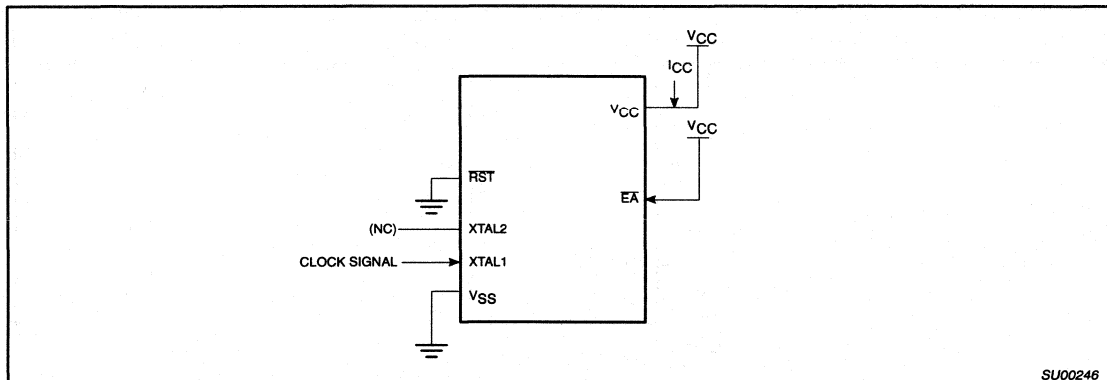 VCC
ICC
VCC
VCC
RST
EA
(NC)
XTAL2
CLOCK SIGNAL
XTAL1
VSS
SU00246